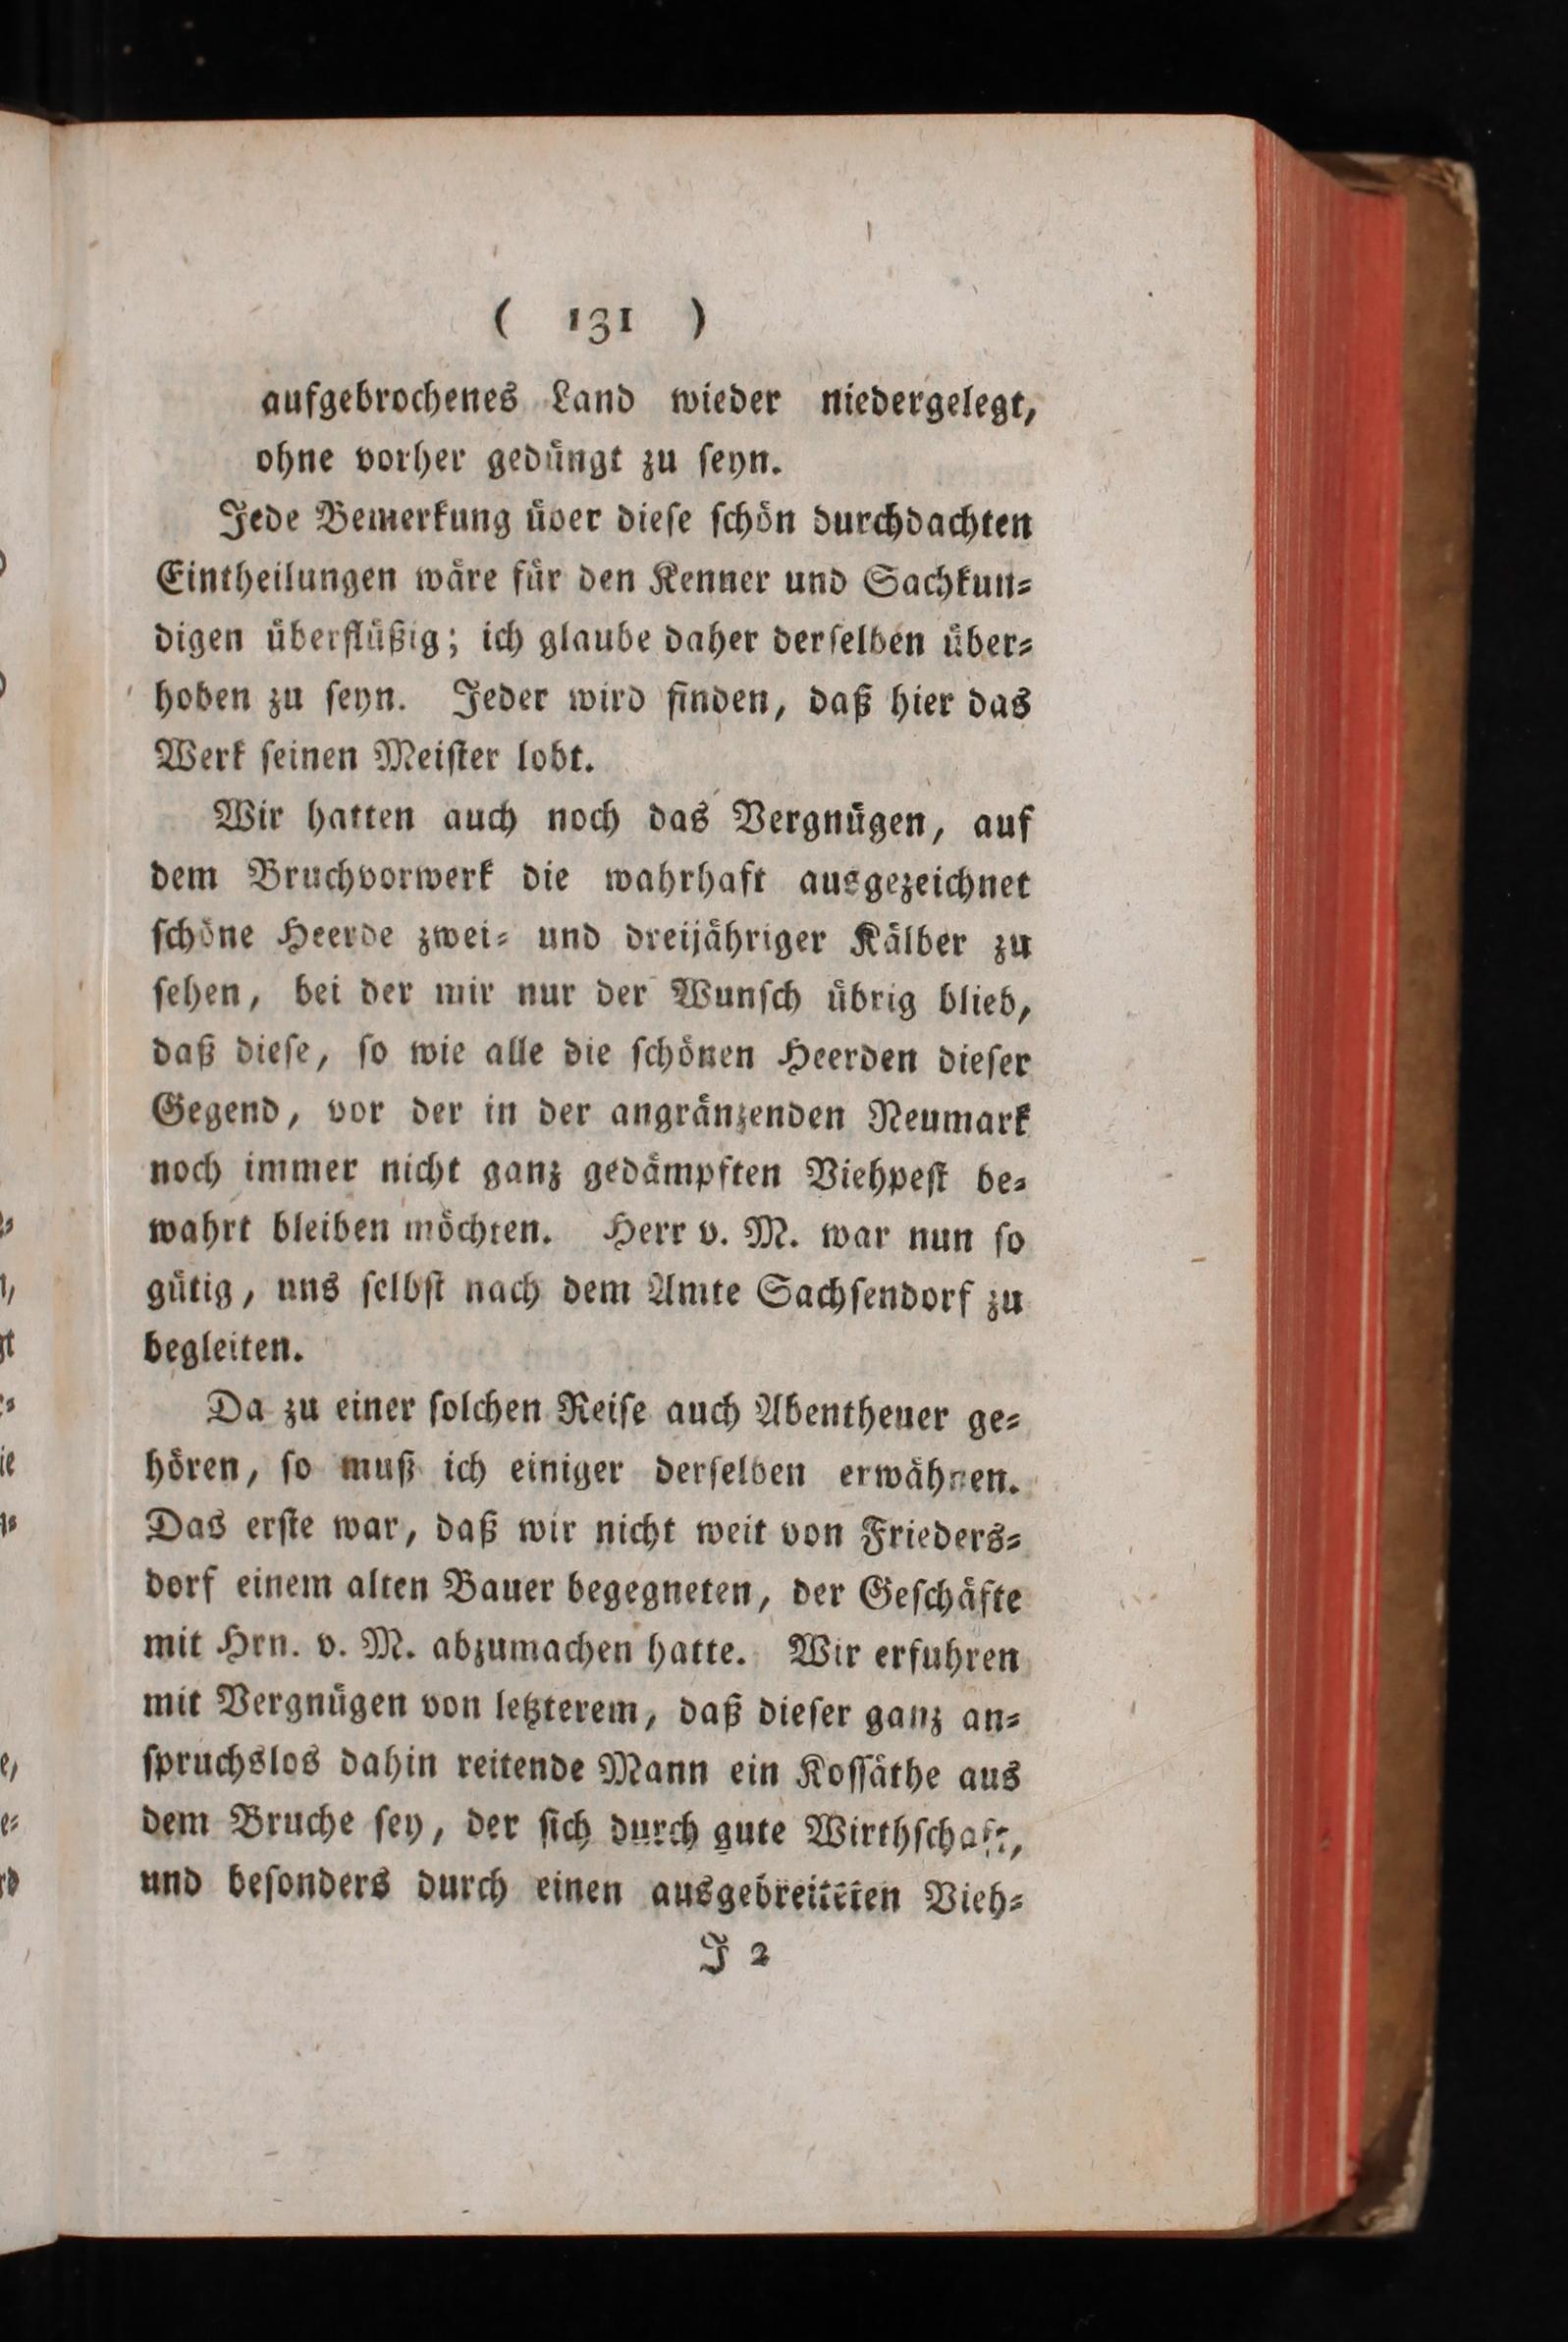 ( 131 )
aufgebrochenes Land wieder niedergelegt,
ohne vorher gedüngt zu ſeyn.
Jede Bemerkung über dieſe ſchön durchdachten
Eintheilungen wäre für den Kenner und Sachkun⸗
digen überflüßig; ich glaube daher derſelben über⸗
hoben zu ſeyn. Jeder wird finden, daß hier das
Werk ſeinen Meiſter lobt.
Wir hatten auch noch das Vergnügen, auf
dem Bruchvorwerk die wahrhaft ausgezeichnet
ſchöne Heerde zwei⸗ und dreijähriger Kälber zu
ſehen, bei der mir nur der Wunſch übrig blieb,
daß dieſe, ſo wie alle die ſchönen Heerden dieſer
Gegend, vor der in der angränzenden Neumark
noch immer nicht ganz gedämpften Viehpeſt be⸗
wahrt bleiben möchten. Herr v. M. war nun ſo
gütig, uns ſelbſt nach dem Amte Sachſendorf zu
begleiten.
Da zu einer ſolchen Reiſe auch Abentheuer ge⸗
hören, ſo muß ich einiger derſelben erwähnen.
Das erſte war, daß wir nicht weit von Frieders⸗
dorf einem alten Bauer begegneten, der Geſchäfte
mit Hrn. v. M. abzumachen hatte. Wir erfuhren
mit Vergnügen von letzterem, daß dieſer ganz an⸗
ſpruchslos dahin reitende Mann ein Koſſäthe aus
dem Bruche ſey, der ſich durch gute Wirthſchaft,
und beſonders durch einen ausgebreiteten Vieh⸗
J 2